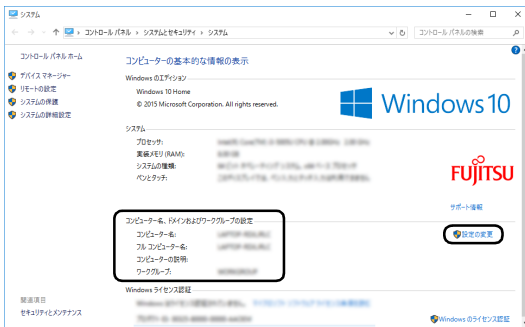 システム
コントロール パネル › システムとセキュリティ › システム
コントロール パネルの検索
コントロール パネル ホーム
デバイス マネージャー
リモートの設定
システムの保護
システムの詳細設定
関連項目
セキュリティとメンテナンス
コンピューターの基本的な情報の表示
Windows のエディション
Windows 10 Home
© 2015 Microsoft Corporation. All rights reserved.
Windows 10
システム
プロセッサ:
実装メモリ (RAM):
システムの種類:
ペンとタッチ:
FUJITSU
サポート情報
コンピューター名、ドメインおよびワークグループの設定
コンピューター名:
フル コンピューター名:
コンピューターの説明:
ワークグループ:
設定の変更
Windows ライセンス認証
Windows のライセンス認証